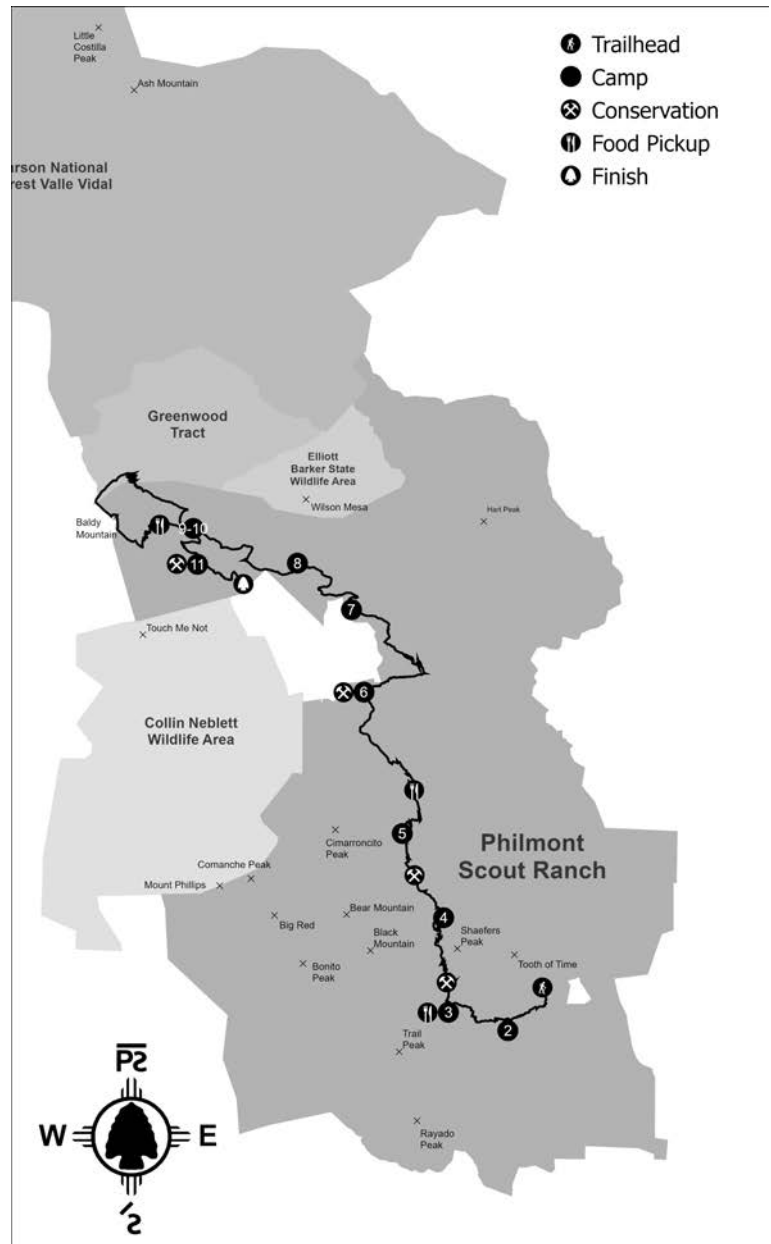 Little
Costilla
Peak
Ash Mountain
Trailhead
Camp
Conservation
Food Pickup
Finish
arson National
rest Valle Vidal
Greenwood
Tract
Elliott
Barker State
Wildlife Area
Wilson Mesa
Hart Peak
Baldy
Mountain
9-10
11
8
7
Touch Me Not
6
Collin Neblett
Wildlife Area
5
Cimarroncito
Peak
Philmont
Scout Ranch
Comanche Peak
Mount Phillips
Big Red
Bear Mountain
4
Black
Mountain
Shaefers
Peak
Bonito
Peak
Tooth of Time
3
2
Trail
Peak
Rayado
Peak
W
E